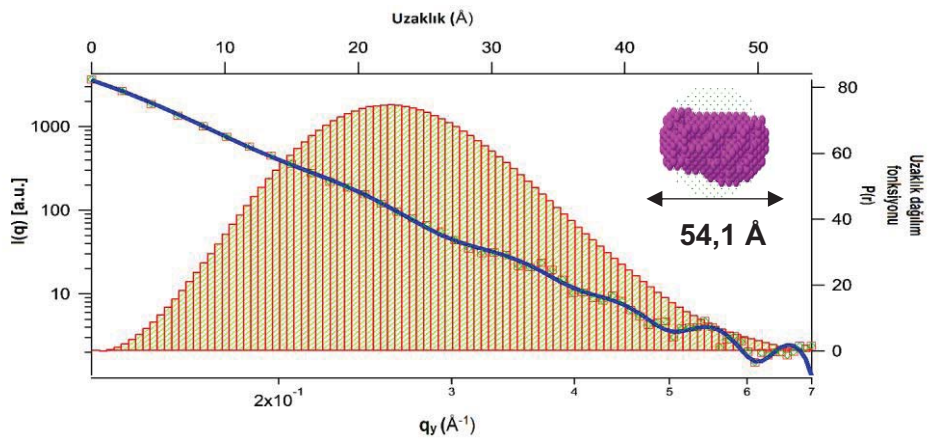 Uzaklık (Å)
0 10 20 30 40 50
1000
100
10
I(q) [a.u.]
80
60
40
20
0
Uzaklık dağılım
fonksiyonu
P(r)
54,1 Å
2x10⁻¹ 3 4 5 6 7
qy (Å⁻¹)